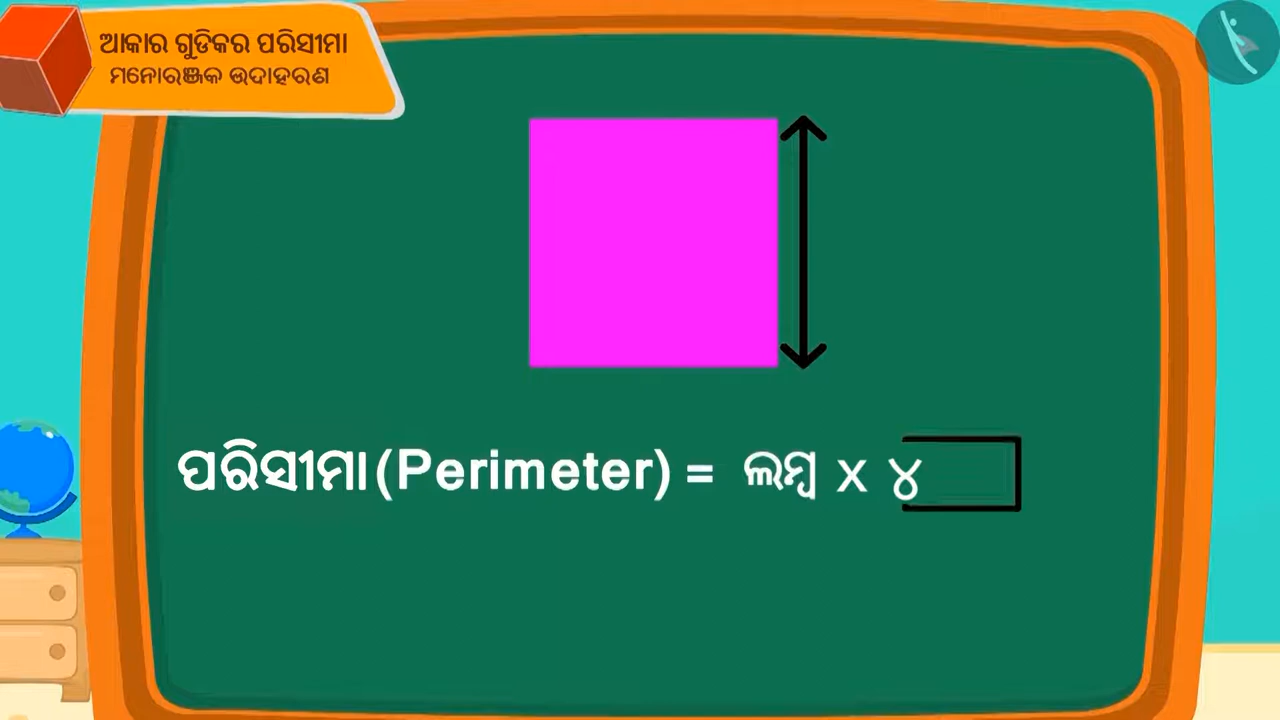 ଆକାର ଗୁଡିକର ପରିସୀମା
ମନୋରଞ୍ଜକ ଉଦାହରଣ
ପରିସୀମା(Perimeter) = ଲମ୍ବ x ୪